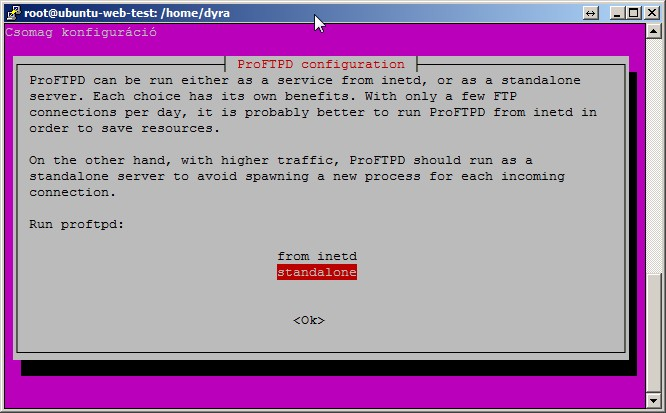 root@ubuntu-web-test: /home/dyra
Csomag konfiguráció
ProFTPD configuration
ProFTPD can be run either as a service from inetd, or as a standalone
server. Each choice has its own benefits. With only a few FTP
connections per day, it is probably better to run ProFTPD from inetd in
order to save resources.
On the other hand, with higher traffic, ProFTPD should run as a
standalone server to avoid spawning a new process for each incoming
connection.
Run proftpd:
from inetd
standalone
<Ok>